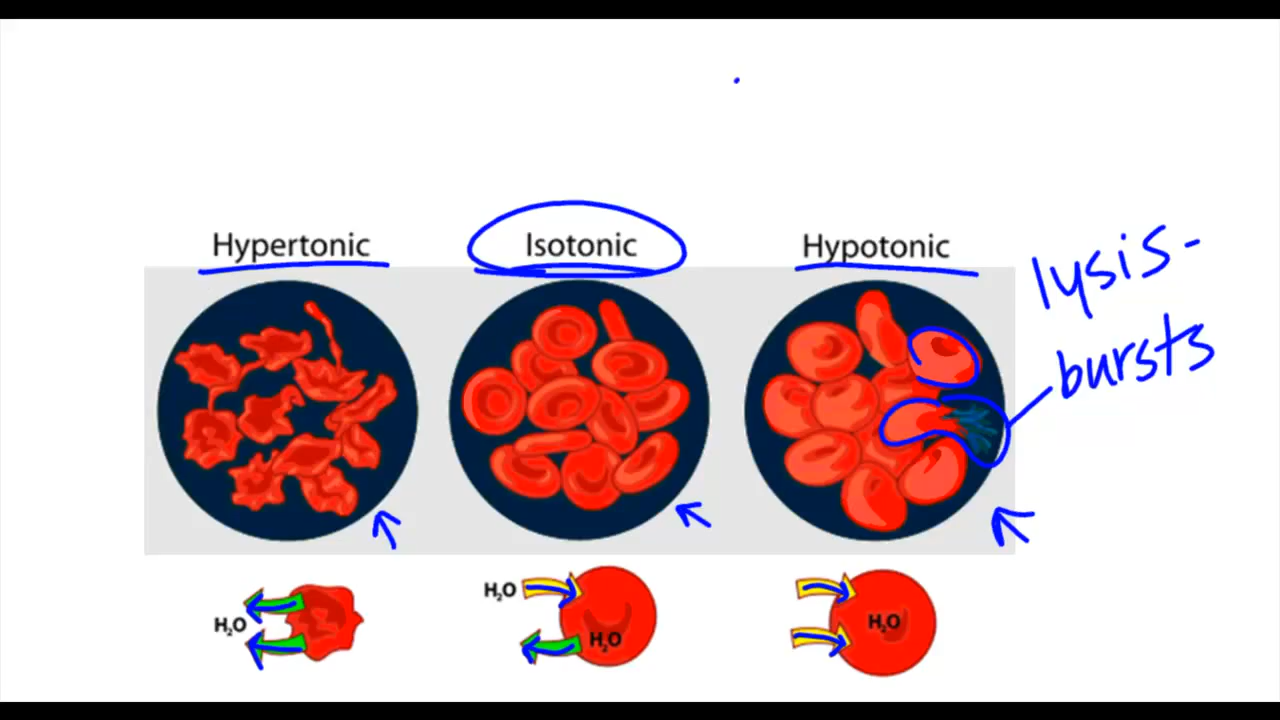 Hypertonic
Isotonic
Hypotonic
lysis-
bursts
H₂O
H₂O
H₂O
H₂O